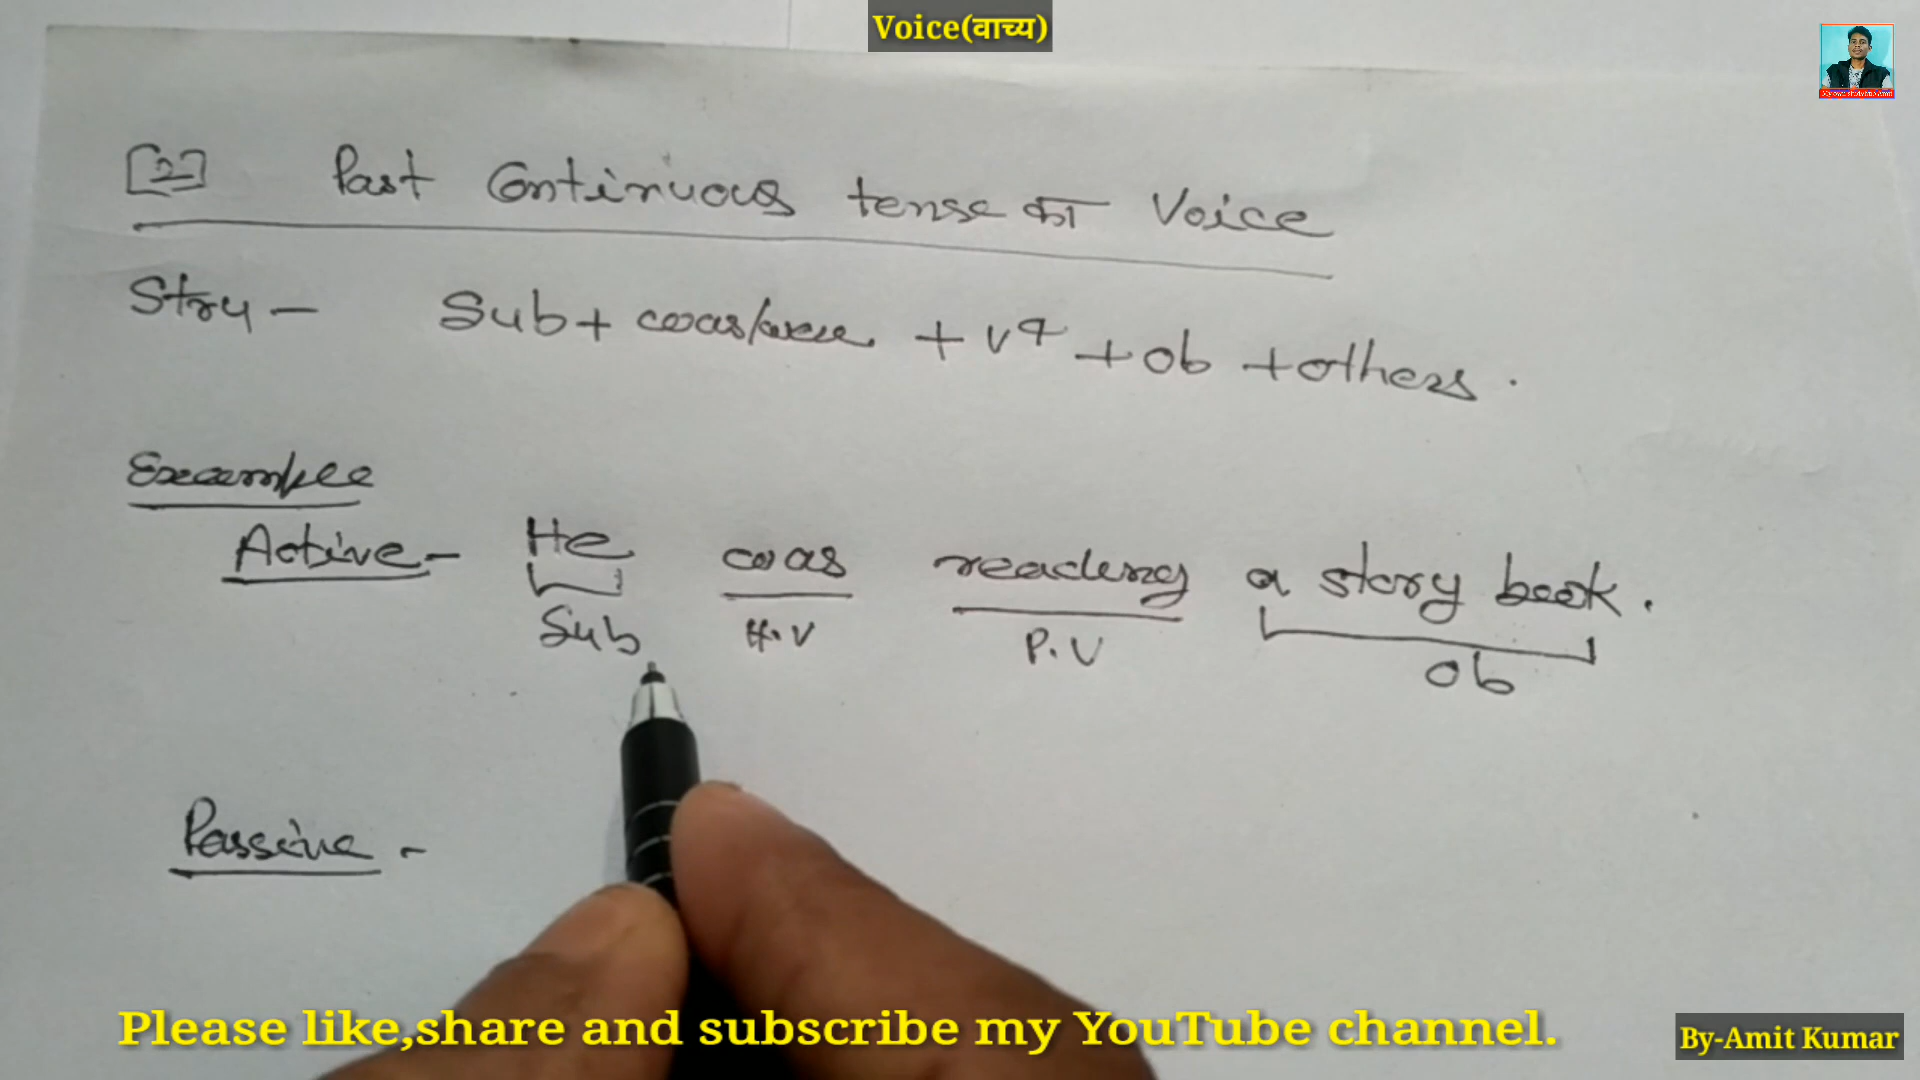 Voice(वाच्य)
[2] Past Continuous tense का Voice
Stru - Sub + was/were + v4 + ob + others.
Example
Active - He was reading a story book.
Sub H.V P.V ob
Passive -
Please like,share and subscribe my YouTube channel.
By-Amit Kumar